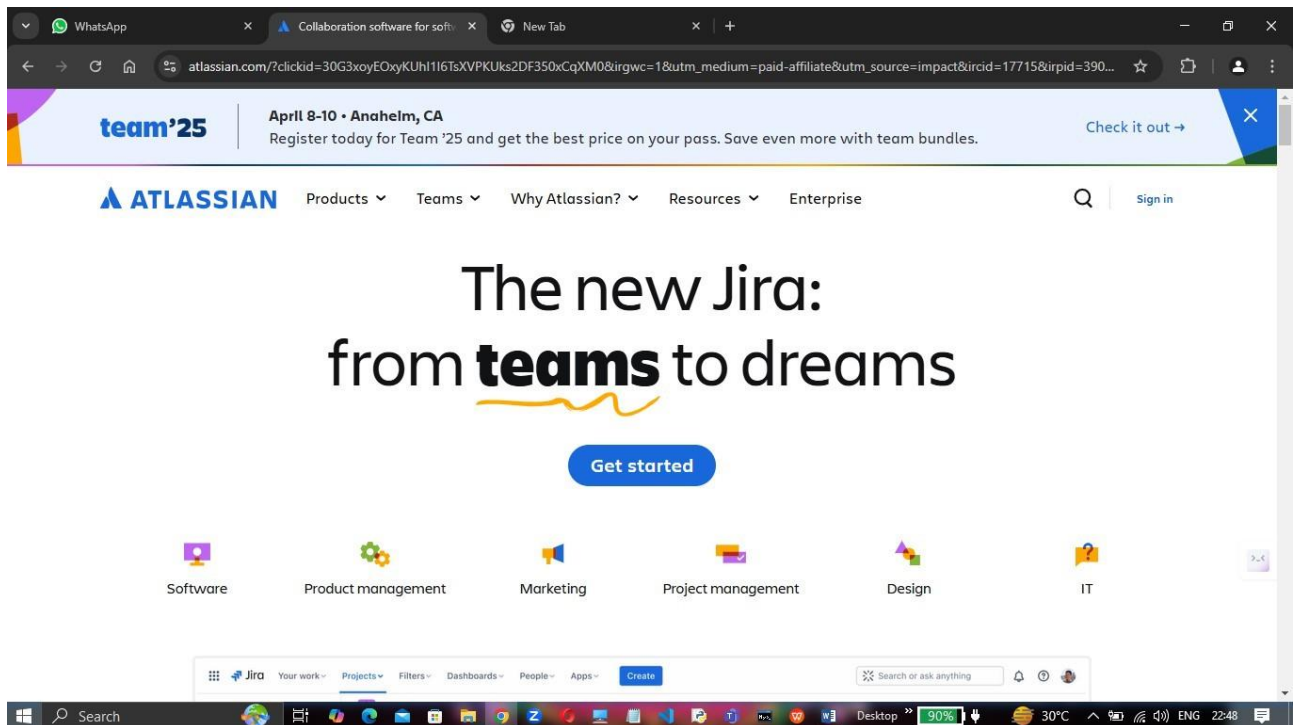 WhatsApp
Collaboration software for softw
New Tab
atlassian.com/?clickid=30G3xoyEOxyKUhl1I6TsXVPKUks2DF350xCqXM0&irgwc=1&utm_medium=paid-affiliate&utm_source=impact&ircid=17715&irpid=390...
team'25
April 8-10 • Anaheim, CA
Register today for Team '25 and get the best price on your pass. Save even more with team bundles.
Check it out →
ATLASSIAN
Products
Teams
Why Atlassian?
Resources
Enterprise
Sign in
The new Jira:
from teams to dreams
Get started
Software
Product management
Marketing
Project management
Design
IT
Jira
Your work
Projects
Filters
Dashboards
People
Apps
Create
Search or ask anything
Search
Desktop
90%
30°C
ENG
22:48